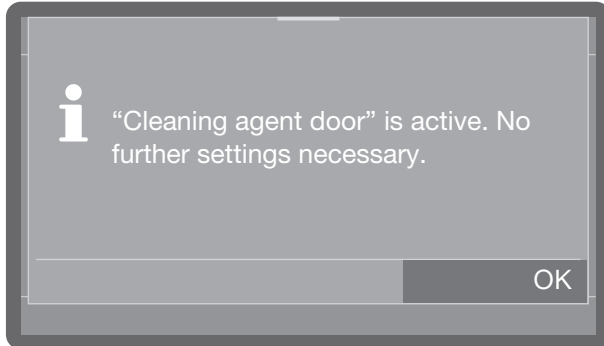 “Cleaning agent door” is active. No
further settings necessary.
OK